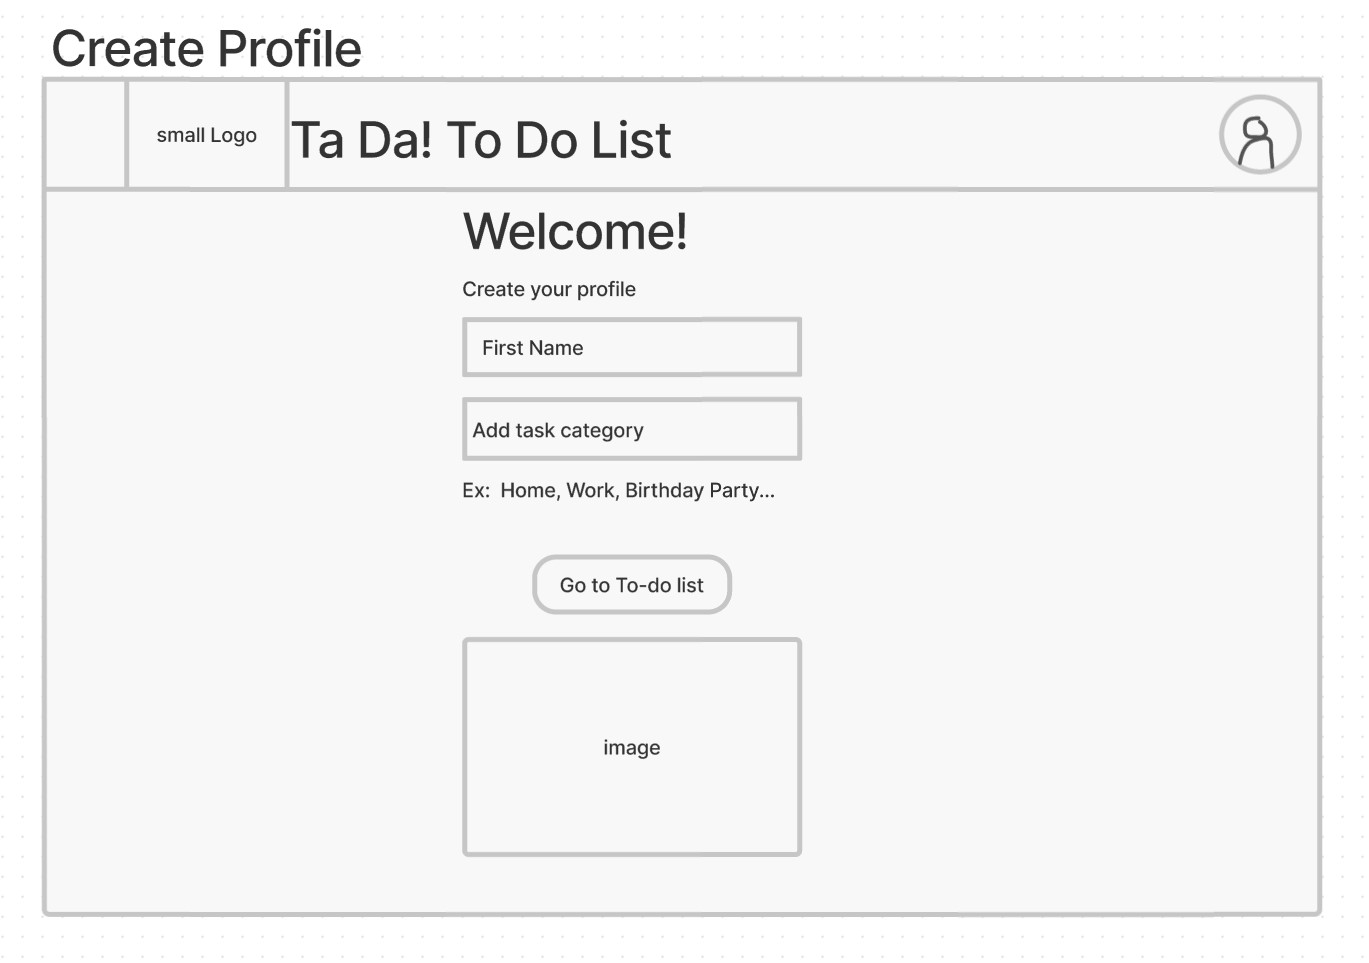 Create Profile
small Logo
Ta Da! To Do List
Welcome!
Create your profile
First Name
Add task category
Ex:  Home, Work, Birthday Party...
Go to To-do list
image